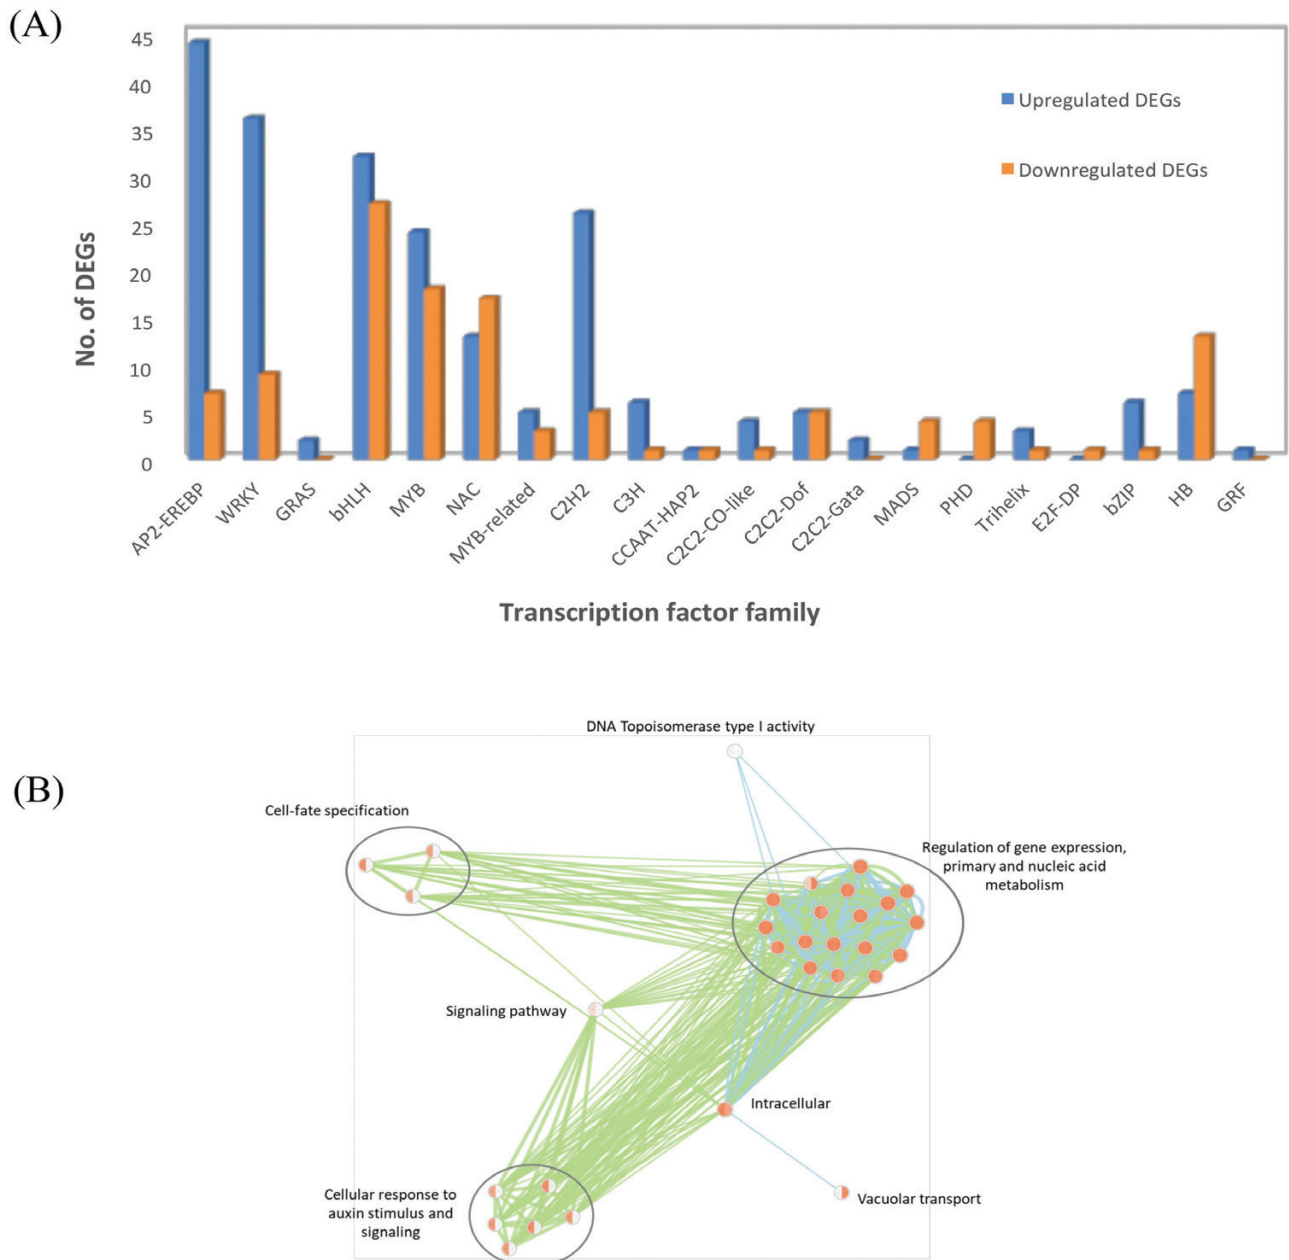 (A)
45
40
35
30
25
20
15
10
5
0
No. of DEGs
Upregulated DEGs
Downregulated DEGs
AP2-EREBP
WRKY
GRAS
bHLH
MYB
NAC
MYB-related
C2H2
C3H
CCAAT-HAP2
C2C2-CO-like
C2C2-Dof
C2C2-Gata
MADS
PHD
Trihelix
E2F-DP
bZIP
HB
GRF
Transcription factor family
(B)
DNA Topoisomerase type I activity
Cell-fate specification
Regulation of gene expression,
primary and nucleic acid
metabolism
Signaling pathway
Intracellular
Cellular response to
auxin stimulus and
signaling
Vacuolar transport